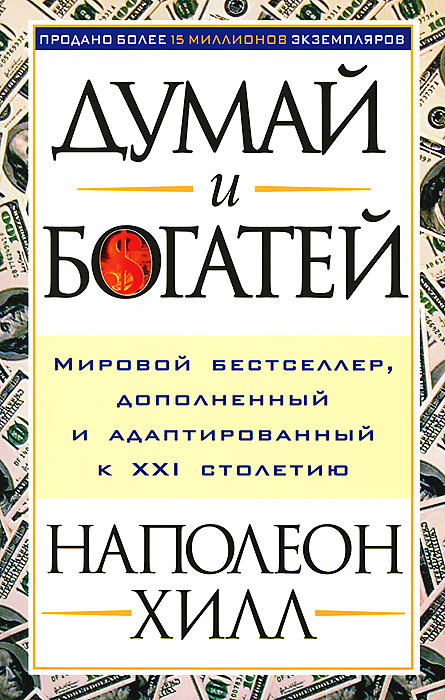 ПРОДАНО БОЛЕЕ 15 МИЛЛИОНОВ ЭКЗЕМПЛЯРОВ
ДУМАЙ
и
БОГАТЕЙ
МИРОВОЙ БЕСТСЕЛЛЕР,
ДОПОЛНЕННЫЙ
И АДАПТИРОВАННЫЙ
К XXI СТОЛЕТИЮ
НАПОЛЕОН
ХИЛЛ